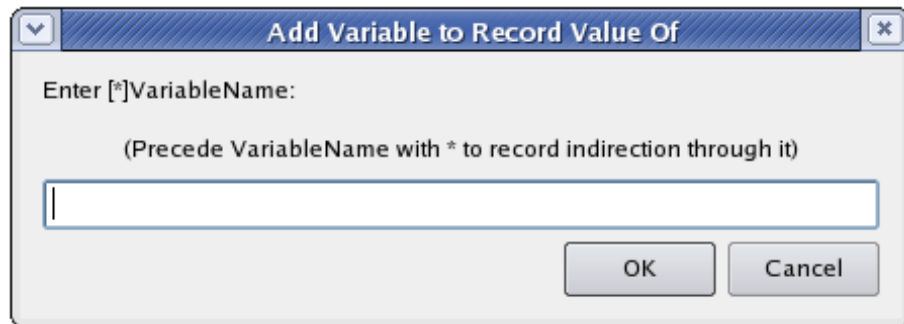 Add Variable to Record Value Of
Enter [*]VariableName:
(Precede VariableName with * to record indirection through it)
OK Cancel